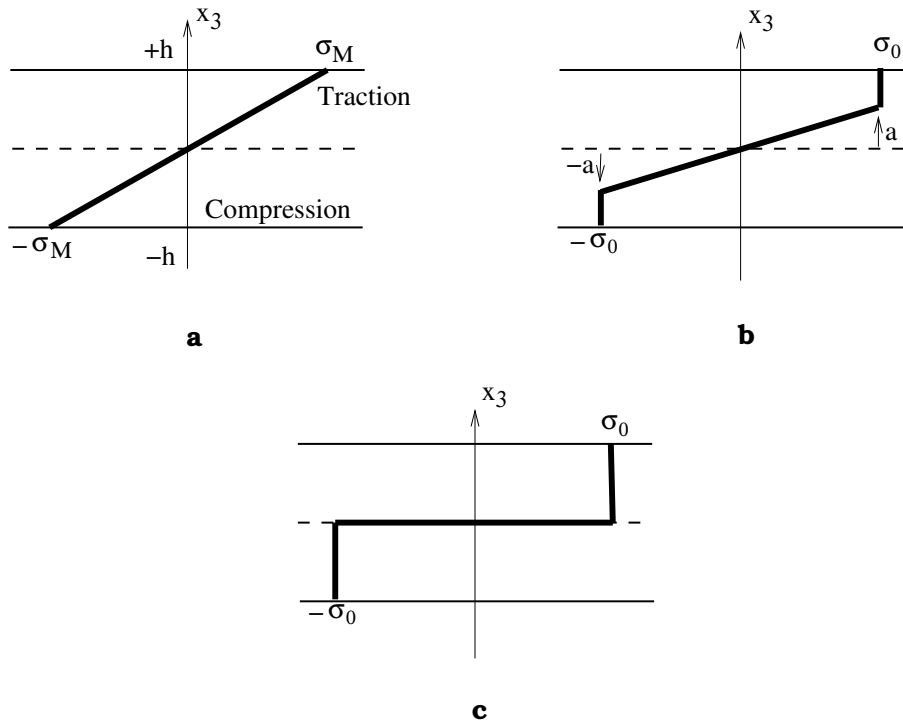 x3
+h
σM
Traction
Compression
−σM
−h
a
x3
σ0
a
−a
−σ0
b
x3
σ0
−σ0
c